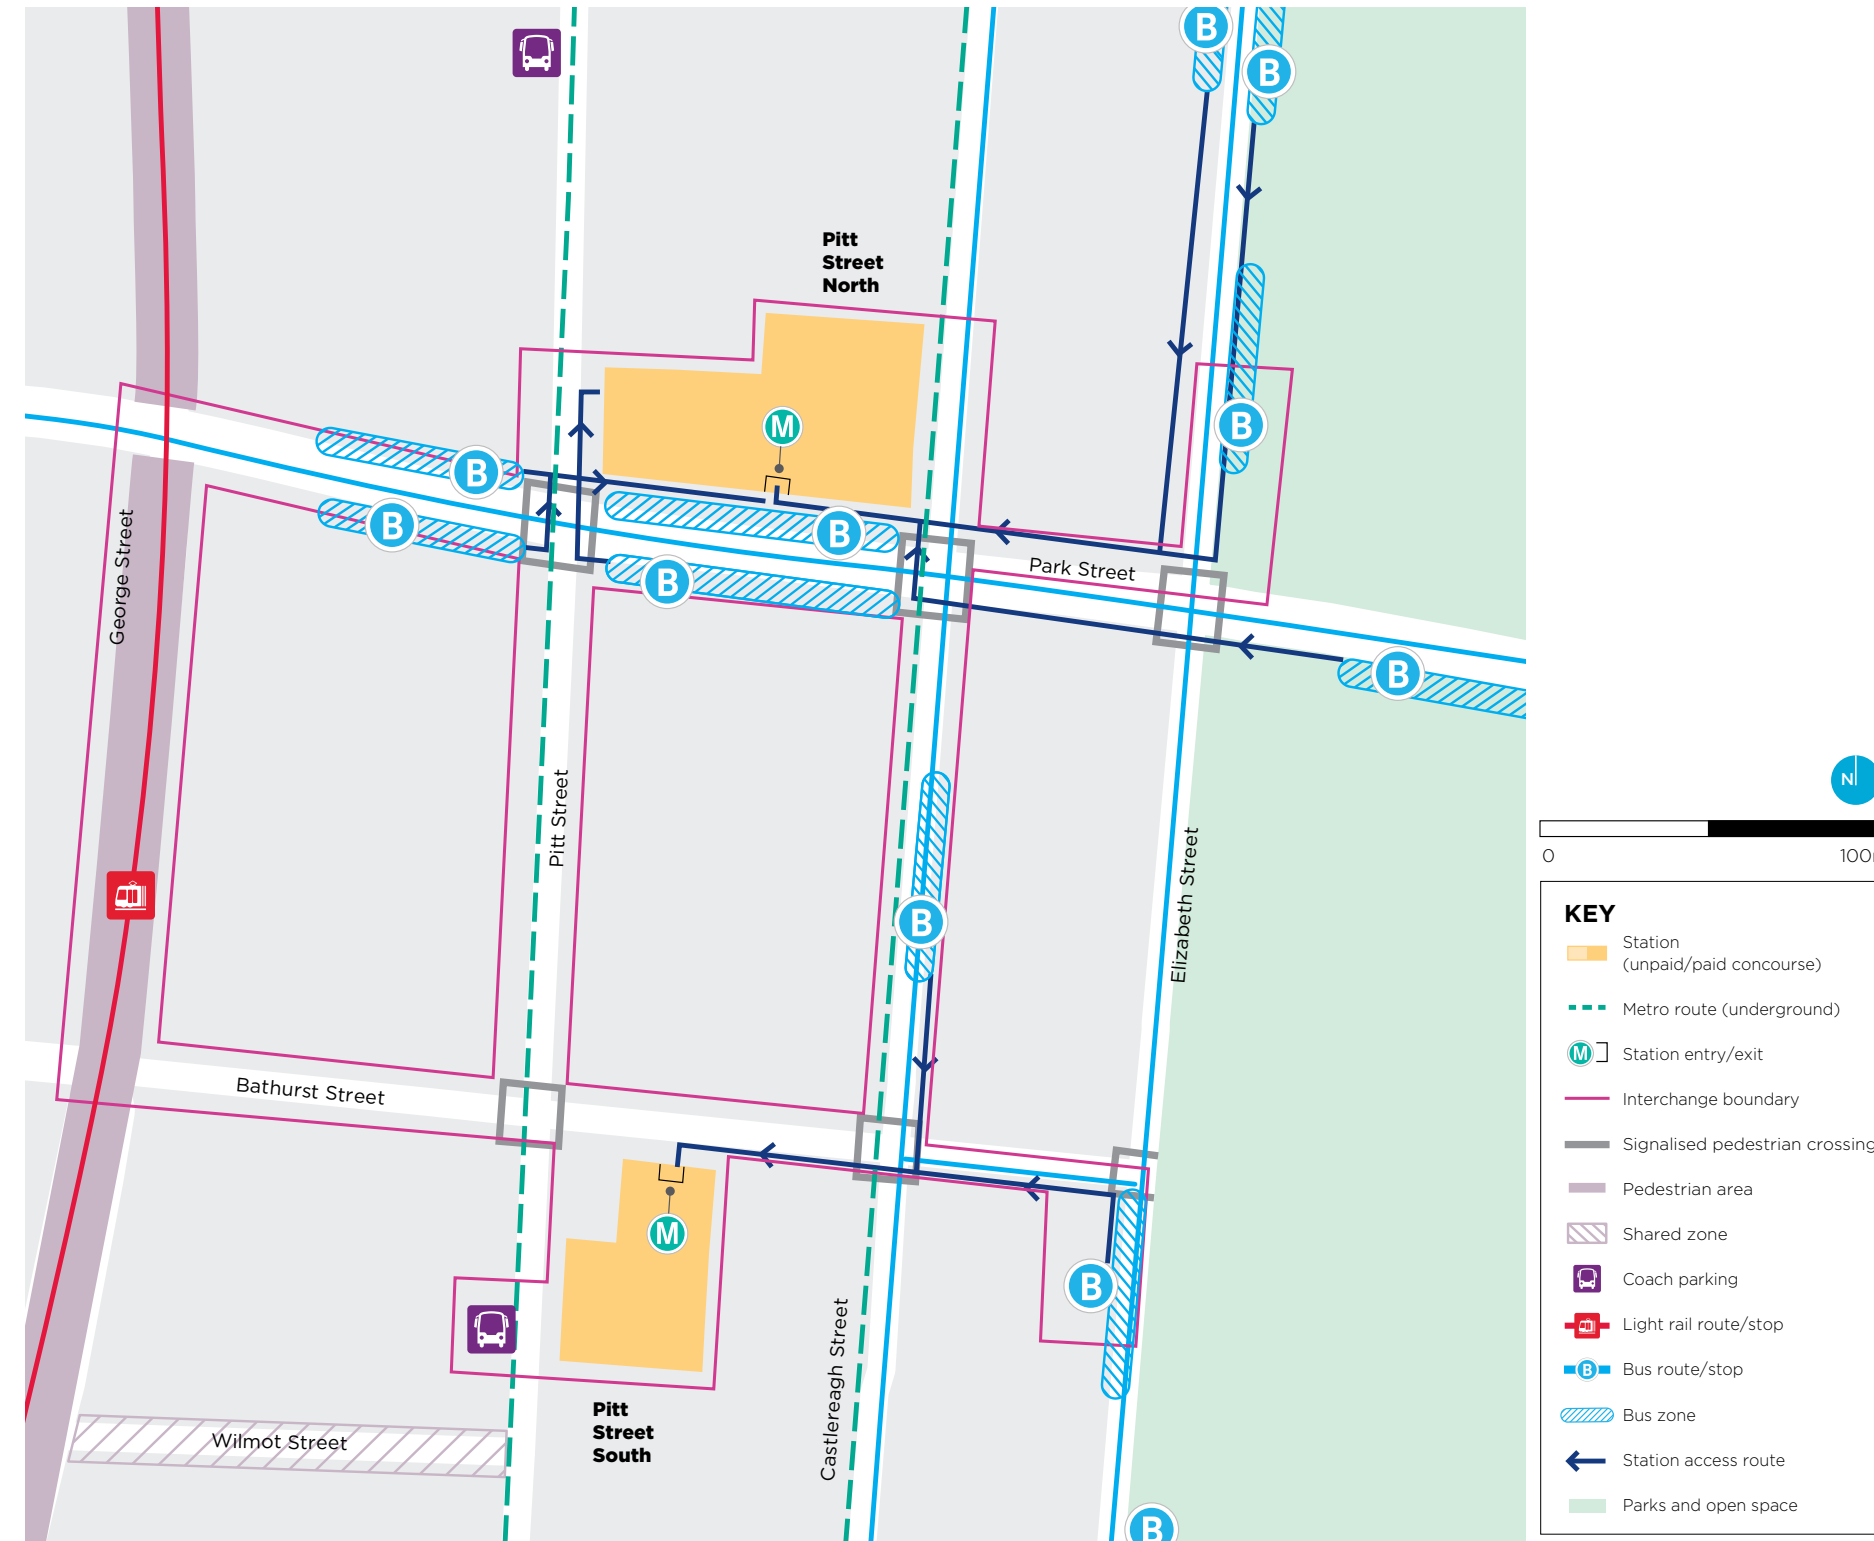 B
B
Pitt
Street
North
M
B
B
B
B
B
Park Street
George Street
B
Pitt Street
B
Elizabeth Street
Bathurst Street
M
B
Castlereagh Street
Pitt
Street
South
Wilmot Street
B
N
0
100
KEY
Station
(unpaid/paid concourse)
Metro route (underground)
M
Station entry/exit
Interchange boundary
Signalised pedestrian crossing
Pedestrian area
Shared zone
Coach parking
Light rail route/stop
B
Bus route/stop
Bus zone
Station access route
Parks and open space